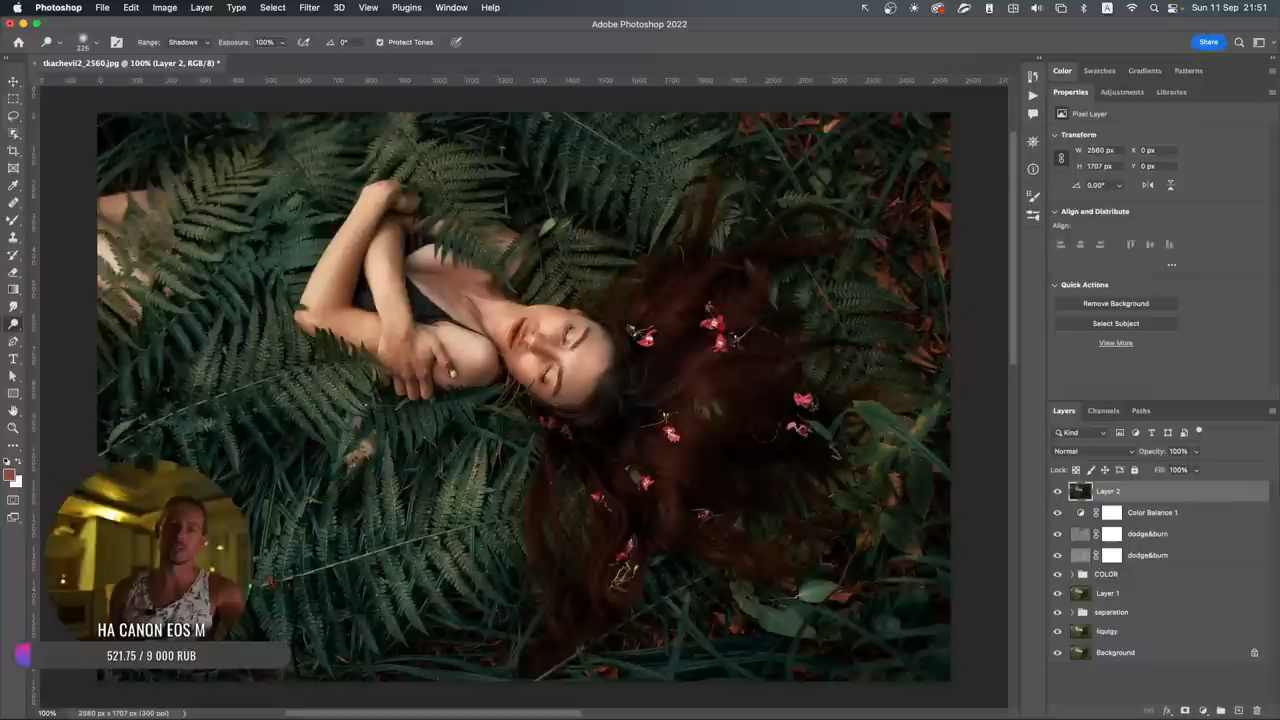 Photoshop File Edit Image Layer Type Select Filter 3D View Plugins Window Help Sun 11 Sep 21:51
Adobe Photoshop 2022
225 Range: Shadows Exposure: 100% 0° Protect Tones Share
tkachevii2_2560.jpg @ 100% (Layer 2, RGB/8) *
Color Swatches Gradients Patterns
Properties Adjustments Libraries
Pixel Layer
Transform
W 2560 px X 0 px
H 1707 px Y 0 px
0.00°
Align and Distribute
Align:
Quick Actions
Remove Background
Select Subject
View More
Layers Channels Paths
Kind
Normal Opacity: 100%
Lock: Fill: 100%
Layer 2
Color Balance 1
dodge&burn
dodge&burn
COLOR
Layer 1
separation
liquigy
Background
НА CANON EOS M
521.75 / 9 000 RUB
100% 2560 px x 1707 px (300 ppi)